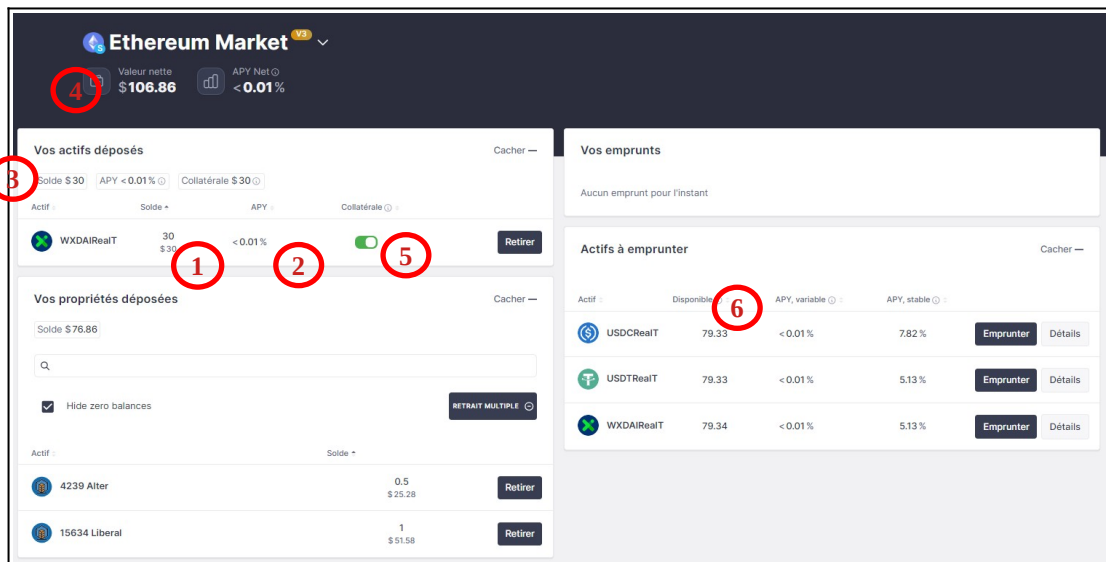 Ethereum Market V3
Valeur nette
$106.86
APY Net
< 0.01 %
4
Vos actifs déposés
Cacher —
3
Solde $ 30
APY < 0.01 %
Collatérale $ 30
Actif
Solde
APY
Collatérale
WXDAIRealT
30
$ 30
< 0.01 %
Retirer
1
2
5
Vos propriétés déposées
Cacher —
Solde $ 76.86
Hide zero balances
RETRAIT MULTIPLE
Actif
Solde
4239 Alter
0.5
$ 25.28
Retirer
15634 Liberal
1
$ 51.58
Retirer
Vos emprunts
Aucun emprunt pour l'instant
Actifs à emprunter
Cacher —
Actif
Disponible
6
APY, variable
APY, stable
USDCRealT
79.33
< 0.01 %
7.82 %
Emprunter
Détails
USDTRealT
79.33
< 0.01 %
5.13 %
Emprunter
Détails
WXDAIRealT
79.34
< 0.01 %
5.13 %
Emprunter
Détails